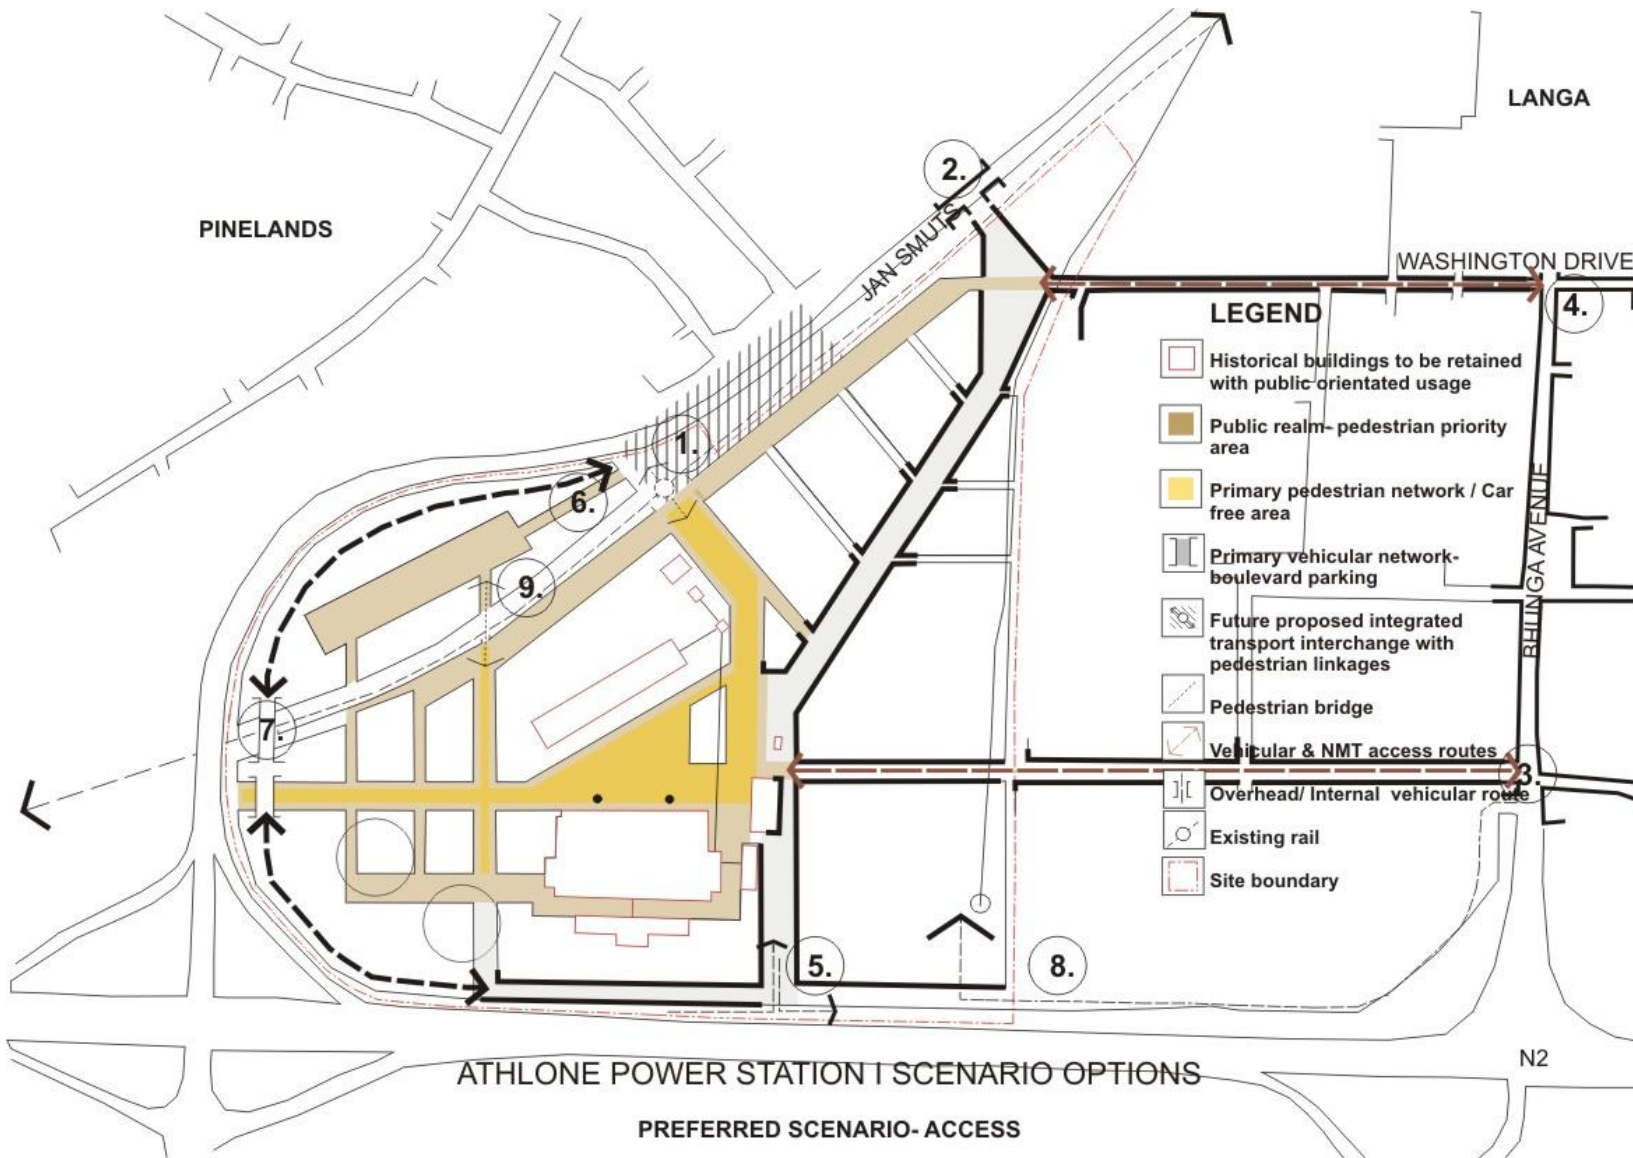 LANGA
2.
PINELANDS
JAN SMUTS
WASHINGTON DRIVE
4.
LEGEND
Historical buildings to be retained
with public orientated usage
Public realm- pedestrian priority
area
1.
6.
Primary pedestrian network / Car
free area
BHUNGA AVENUE
Primary vehicular network-
boulevard parking
9.
Future proposed integrated
transport interchange with
pedestrian linkages
Pedestrian bridge
7.
Vehicular & NMT access routes
3.
Overhead/ Internal vehicular route
Existing rail
Site boundary
5.
8.
N2
ATHLONE POWER STATION I SCENARIO OPTIONS
PREFERRED SCENARIO- ACCESS